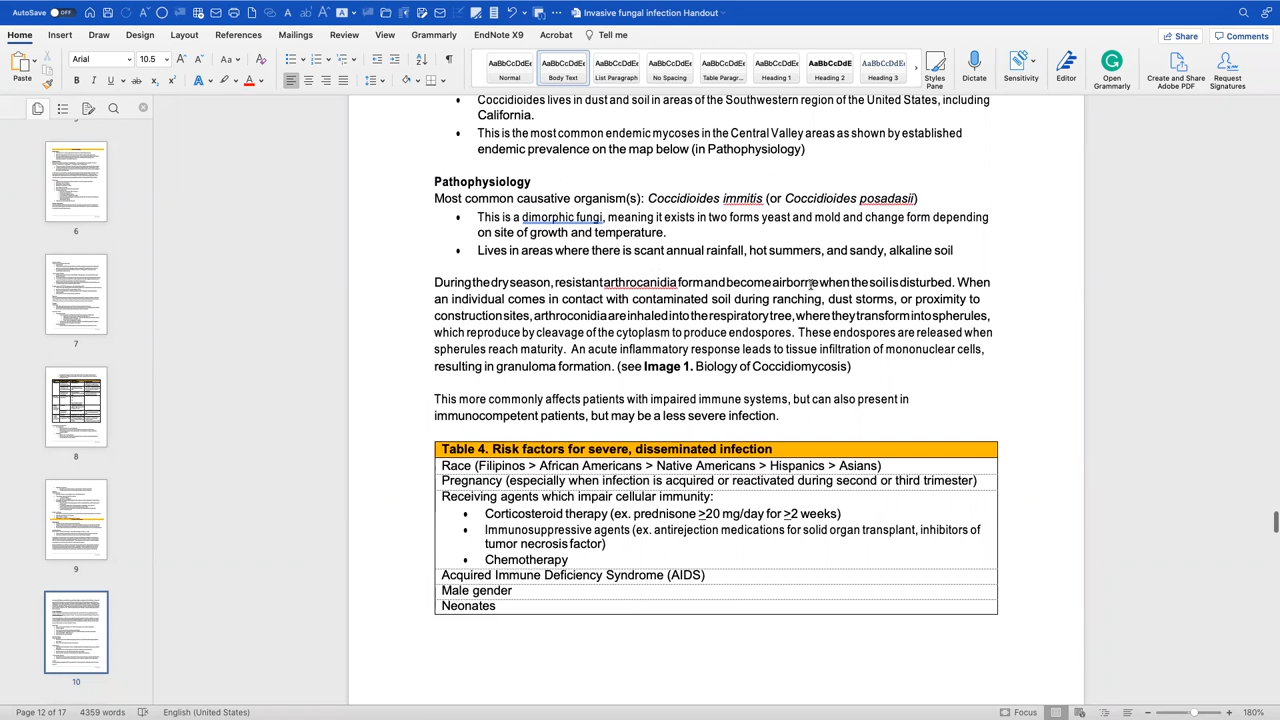 AutoSave OFF Invasive fungal infection Handout
Home Insert Draw Design Layout References Mailings Review View Grammarly EndNote X9 Acrobat Tell me Share Comments
Paste Arial 10.5
AaBbCcDdE Normal AaBbCcDdE Body Text AaBbCcDdE List Paragraph AaBbCcDdE No Spacing AaBbCcDdE Table Paragr... AaBbCcDdE Heading 1 AaBbCcDdE Heading 2 AaBbCcDdE Heading 3
Styles Pane Dictate Sensitivity Editor Open Grammarly Create and Share Adobe PDF Request Signatures
• Coccidioides lives in dust and soil in areas of the Southwestern region of the United States, including
California.
• This is the most common endemic mycoses in the Central Valley areas as shown by established
endemic prevalence on the map below (in Pathophysiology)
Pathophysiology
Most common causative organism(s): Coccidioides immitis (or Coccidioides posadasil)
• This is a dimorphic fungi, meaning it exists in two forms yeast and mold and change form depending
on site of growth and temperature.
• Lives in areas where there is scant annual rainfall, hot summers, and sandy, alkaline soil
During the dry season, resistant arthrocanidia form and become airborne when the soil is disturbed. When
an individual comes in contact with contaminated soil during ranching, dust storms, or proximity to
construction sites, arthroconidia are inhaled into the respiratory tree, where they transform into spherules,
which reproduce by cleavage of the cytoplasm to produce endospores. These endospores are released when
spherules reach maturity. An acute inflammatory response leads to tissue infiltration of mononuclear cells,
resulting in granuloma formation. (see Image 1. Biology of Coccidiomycosis)
This more commonly affects patients with impaired immune systems, but can also present in
immunocompetent patients, but may be a less severe infection.
Table 4. Risk factors for severe, disseminated infection
Race (Filipinos > African Americans > Native Americans > Hispanics > Asians)
Pregnancy (especially when infection is acquired or reactivated during second or third trimester)
Receiving agents which impair cellular immunity:
• Corticosteroid therapy (ex. prednisone ≥20 mg/day for ≥2 weeks)
• Immunosuppressive agents (ex. antirejection medications for solid organ transplant, inhibitors of
tumor necrosis factor)
• Chemotherapy
Acquired Immune Deficiency Syndrome (AIDS)
Male gender
Neonates
6
7
8
9
10
Page 12 of 17 4359 words English (United States) Focus 180%